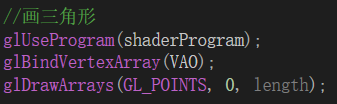 //画三角形
glUseProgram(shaderProgram);
glBindVertexArray(VAO);
glDrawArrays(GL_POINTS, 0, length);